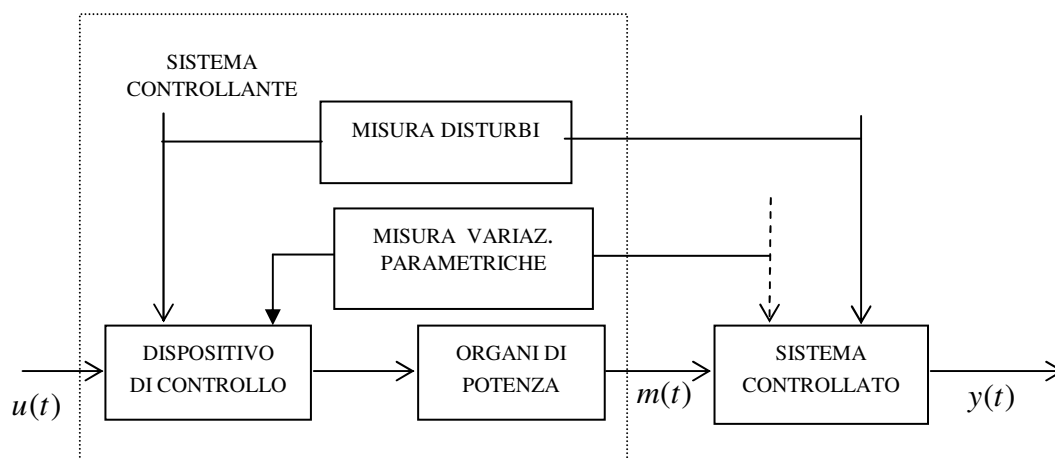 SISTEMA
CONTROLLANTE
MISURA DISTURBI
MISURA VARIAZ.
PARAMETRICHE
DISPOSITIVO
DI CONTROLLO
ORGANI DI
POTENZA
SISTEMA
CONTROLLATO
u(t)
m(t)
y(t)